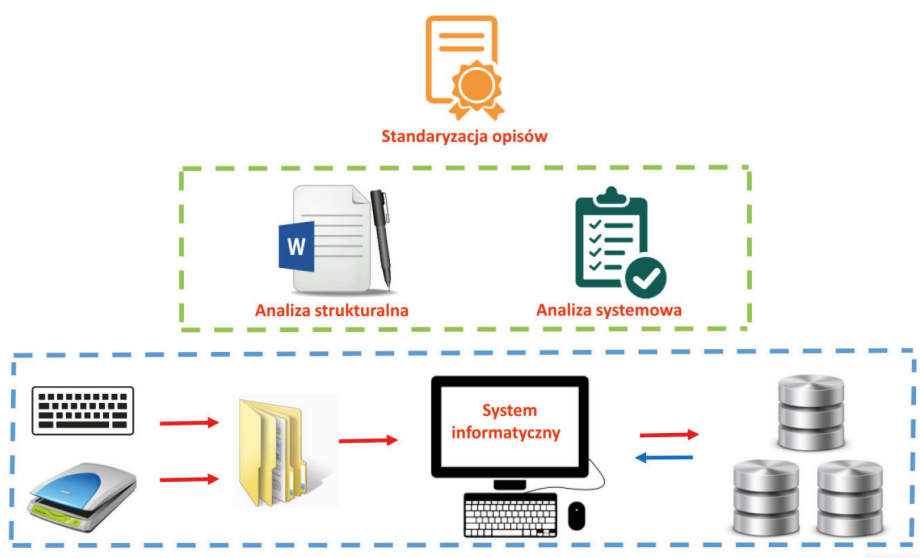 Standaryzacja opisów
W
Analiza strukturalna
Analiza systemowa
System
informatyczny